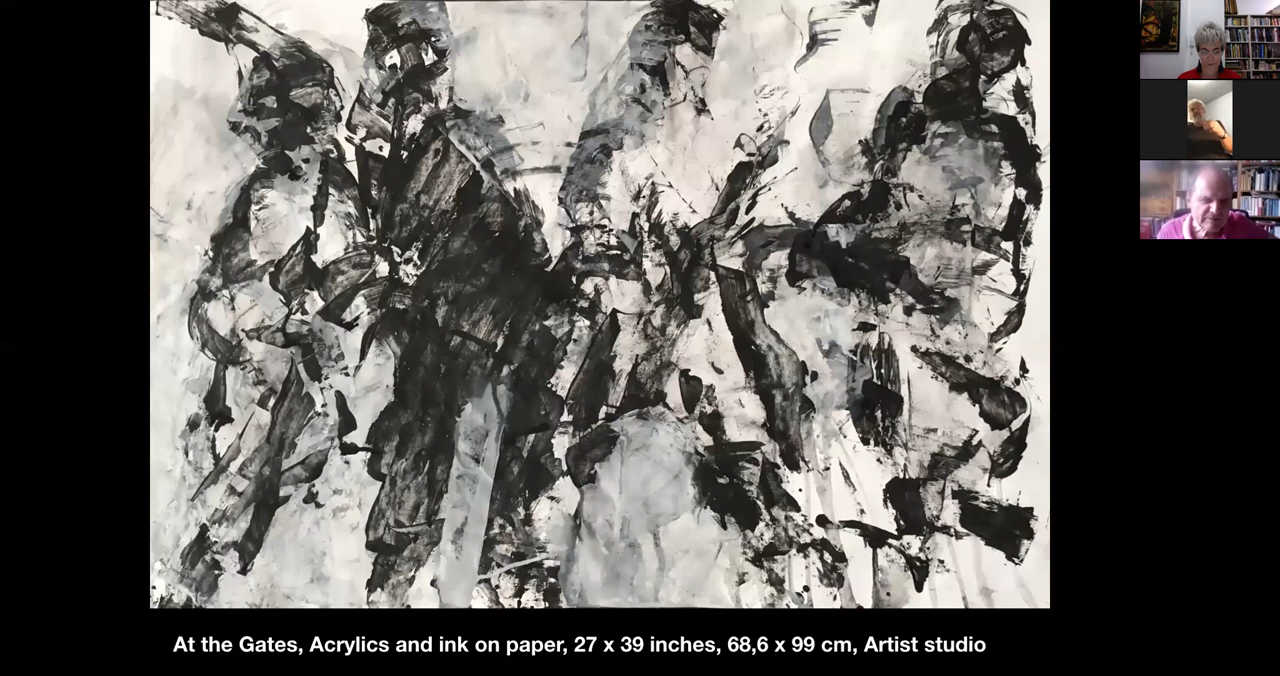 At the Gates, Acrylics and ink on paper, 27 x 39 inches, 68,6 x 99 cm, Artist studio